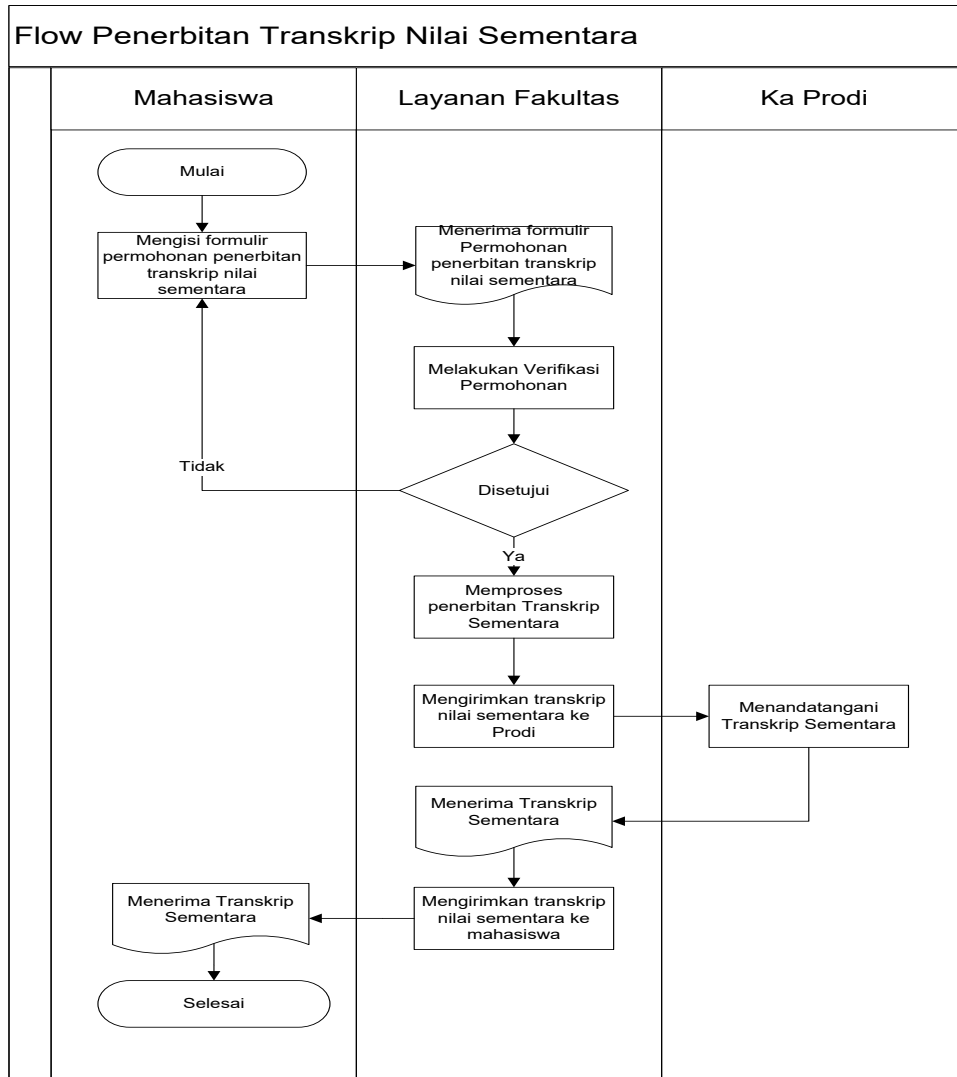 Flow Penerbitan Transkrip Nilai Sementara
Mahasiswa
Layanan Fakultas
Ka Prodi
Mulai
Mengisi formulir
permohonan penerbitan
transkrip nilai
sementara
Menerima formulir
Permohonan
penerbitan transkrip
nilai sementara
Melakukan Verifikasi
Permohonan
Disetujui
Tidak
Ya
Memproses
penerbitan Transkrip
Sementara
Mengirimkan transkrip
nilai sementara ke
Prodi
Menandatangani
Transkrip Sementara
Menerima Transkrip
Sementara
Mengirimkan transkrip
nilai sementara ke
mahasiswa
Menerima Transkrip
Sementara
Selesai